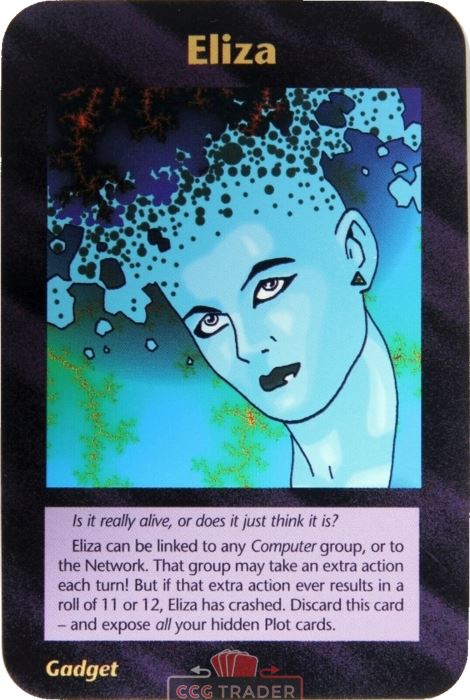 Eliza
Is it really alive, or does it just think it is?
Eliza can be linked to any Computer group, or to
the Network. That group may take an extra action
each turn! But if that extra action ever results in a
roll of 11 or 12, Eliza has crashed. Discard this card
– and expose all your hidden Plot cards.
Gadget
CCG TRADER